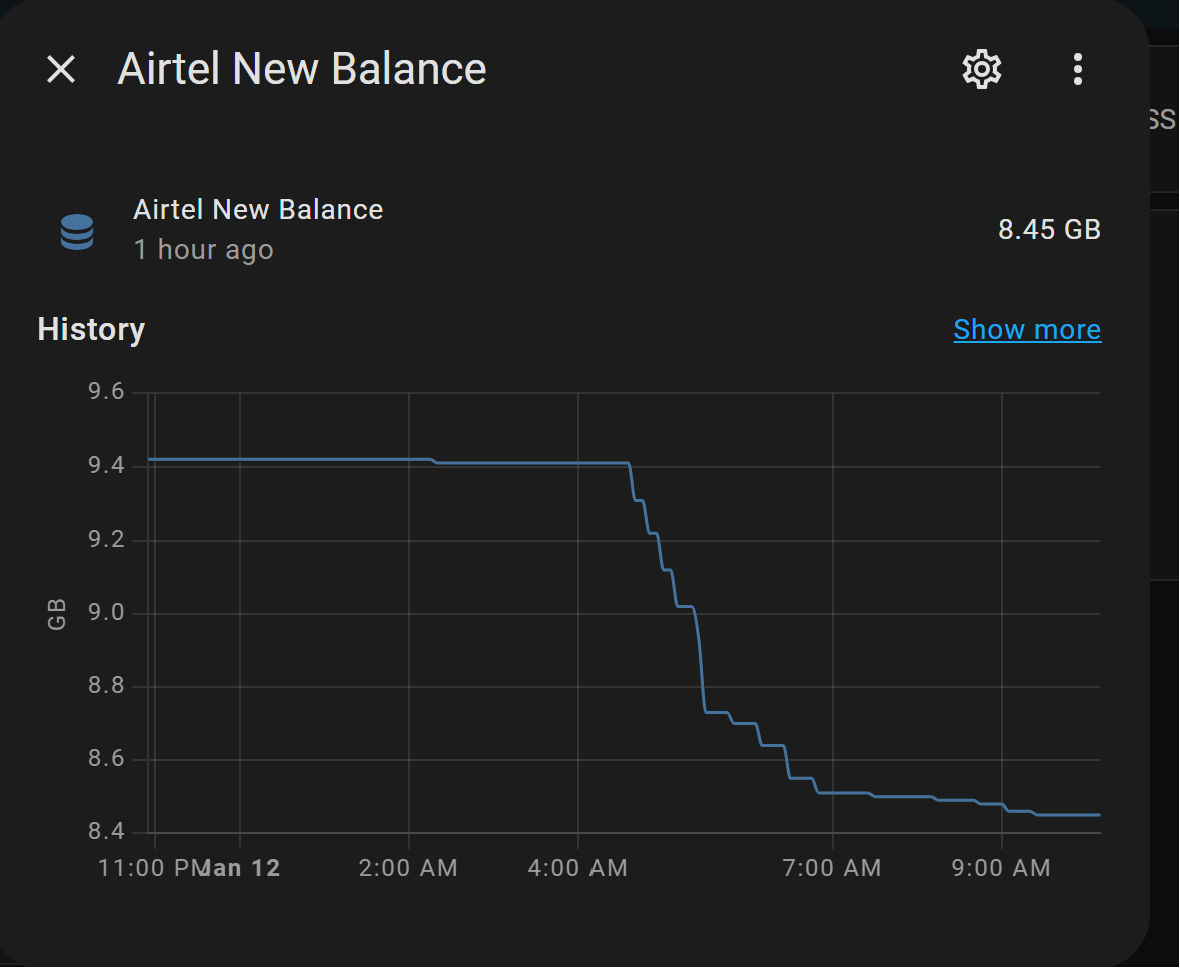 Airtel New Balance
ss
Airtel New Balance
1 hour ago
8.45 GB
History
Show more
9.6
9.4
9.2
9.0
8.8
8.6
8.4
GB
11:00 PM
Jan 12
2:00 AM
4:00 AM
7:00 AM
9:00 AM